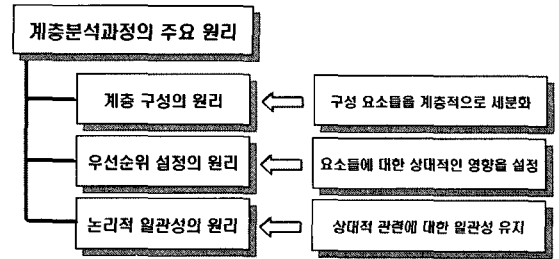 계층분석과정의 주요 원리
계층 구성의 원리
구성 요소들을 계층적으로 세분화
우선순위 설정의 원리
요소들에 대한 상대적인 영향을 설정
논리적 일관성의 원리
상대적 관련에 대한 일관성 유지